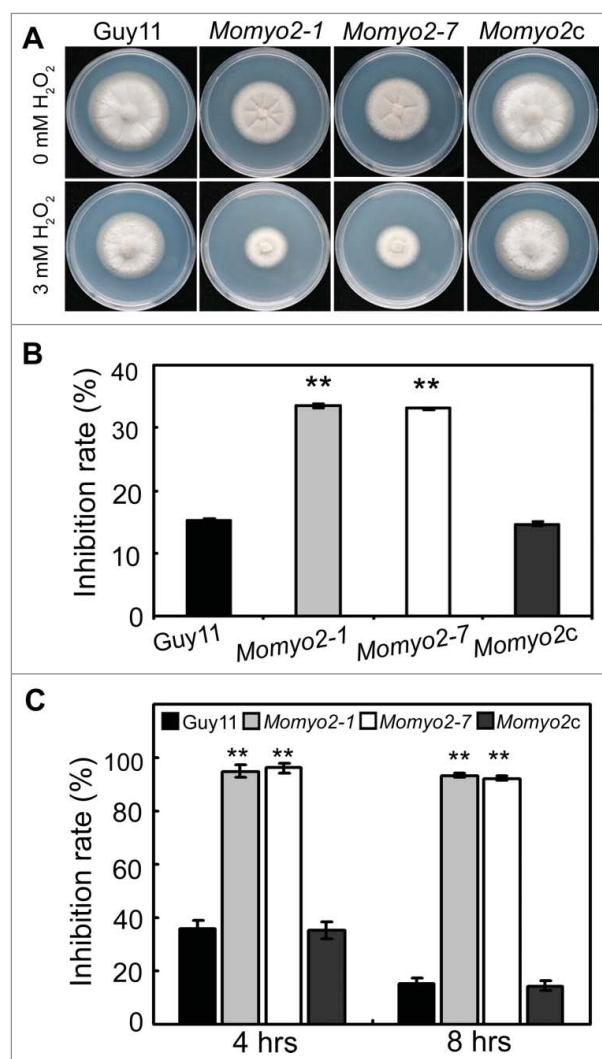 A
Guy11 Momyo2-1 Momyo2-7 Momyo2c
0 mM H₂O₂
3 mM H₂O₂
B
Inhibition rate (%)
40
30
20
10
0
** **
Guy11 Momyo2-1 Momyo2-7 Momyo2c
C
Inhibition rate (%)
100
80
60
40
20
0
Guy11 Momyo2-1 Momyo2-7 Momyo2c
** ** ** **
4 hrs 8 hrs